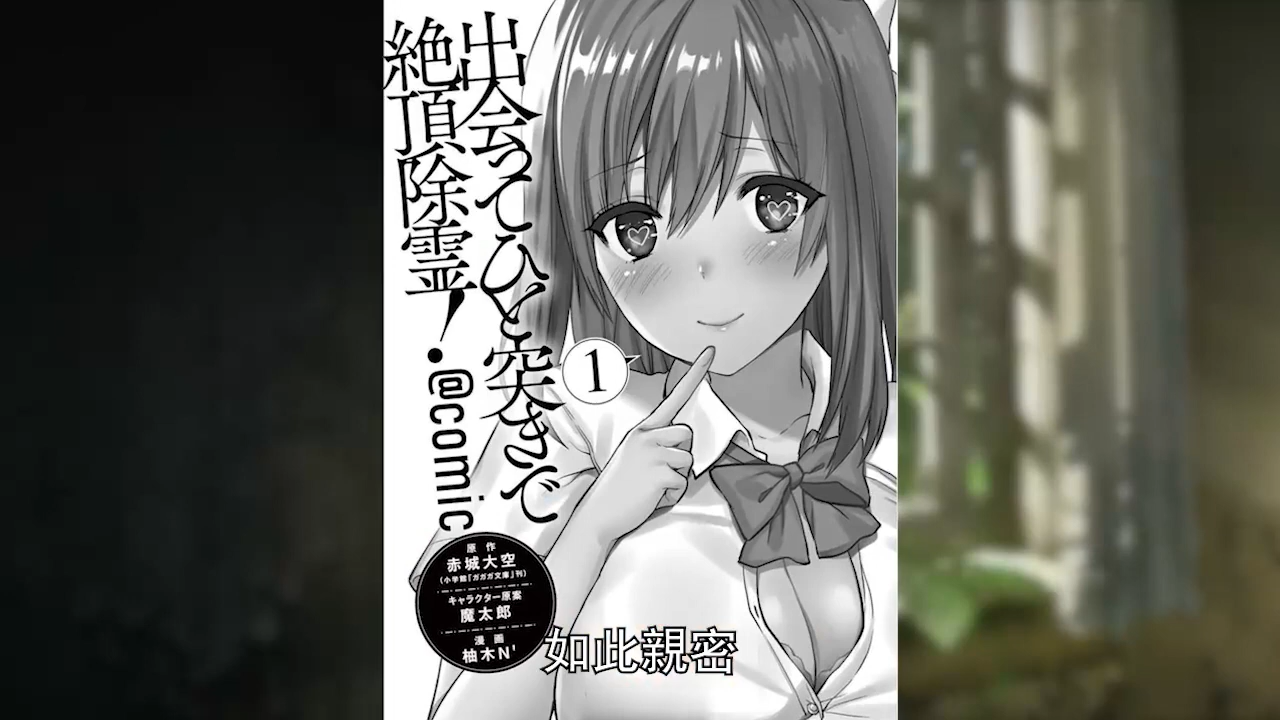 出会ってひと突きで
絶頂除霊！
@comic
1
原作
赤城大空
（小学館『ガガガ文庫』刊）
キャラクター原案
魔太郎
漫画
柚木N'
如此親密